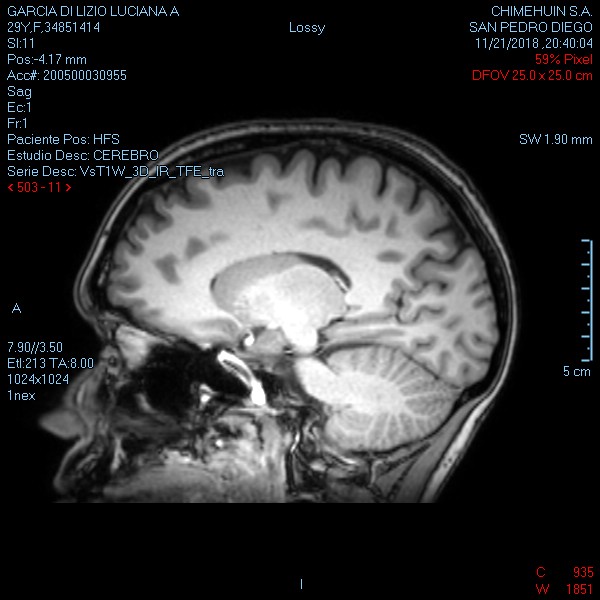 GARCIA DI LIZIO LUCIANA A
29Y,F,34851414
Sl:11
Pos:-4.17 mm
Acc#: 200500030955
Sag
Ec:1
Fr:1
Paciente Pos: HFS
Estudio Desc: CEREBRO
Serie Desc: VsT1W_3D_IR_TFE_tra
< 503 - 11 >
Lossy
CHIMEHUIN S.A.
SAN PEDRO DIEGO
11/21/2018 ,20:40:04
59% Pixel
DFOV 25.0 x 25.0 cm
SW 1.90 mm
A
7.90//3.50
Etl:213 TA:8.00
1024x1024
1nex
5 cm
I
C 935
W 1851